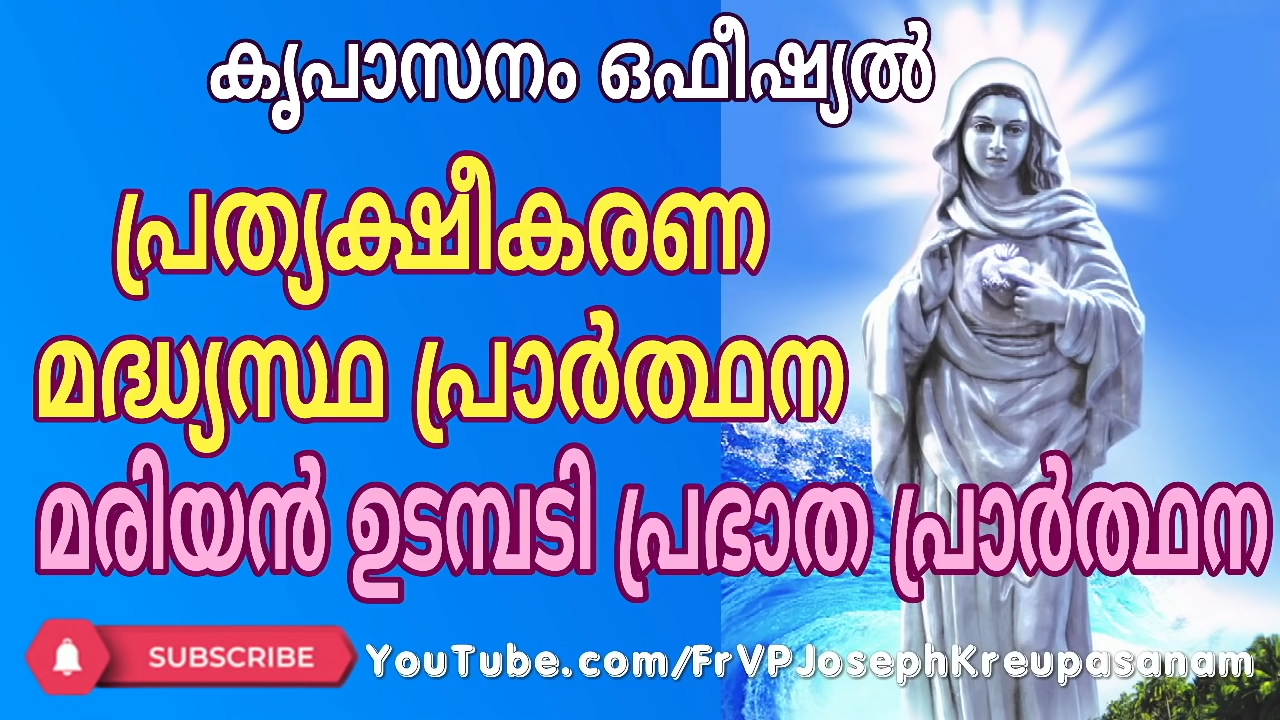 കൃപാസനം ഒഫീഷ്യൽ
പ്രത്യക്ഷീകരണ
മദ്ധ്യസ്ഥ പ്രാർത്ഥന
മരിയൻ ഉടമ്പടി പ്രഭാത പ്രാർത്ഥന
SUBSCRIBE YouTube.com/FrVPJosephKreupasanam